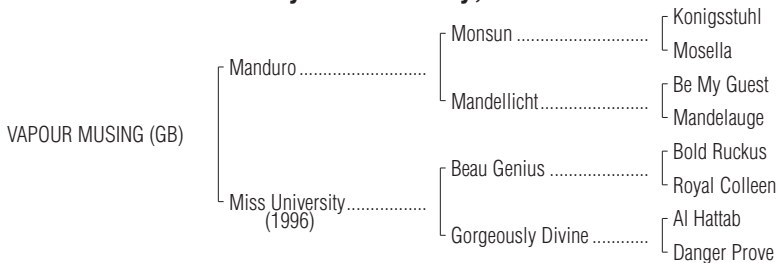 Konigsstuhl
Monsun ............................
Mosella
Manduro ...........................
Be My Guest
Mandellicht.......................
Mandelauge
VAPOUR MUSING (GB)
Bold Ruckus
Beau Genius .....................
Royal Colleen
Miss University.................
(1996)
Al Hattab
Gorgeously Divine ............
Danger Prove